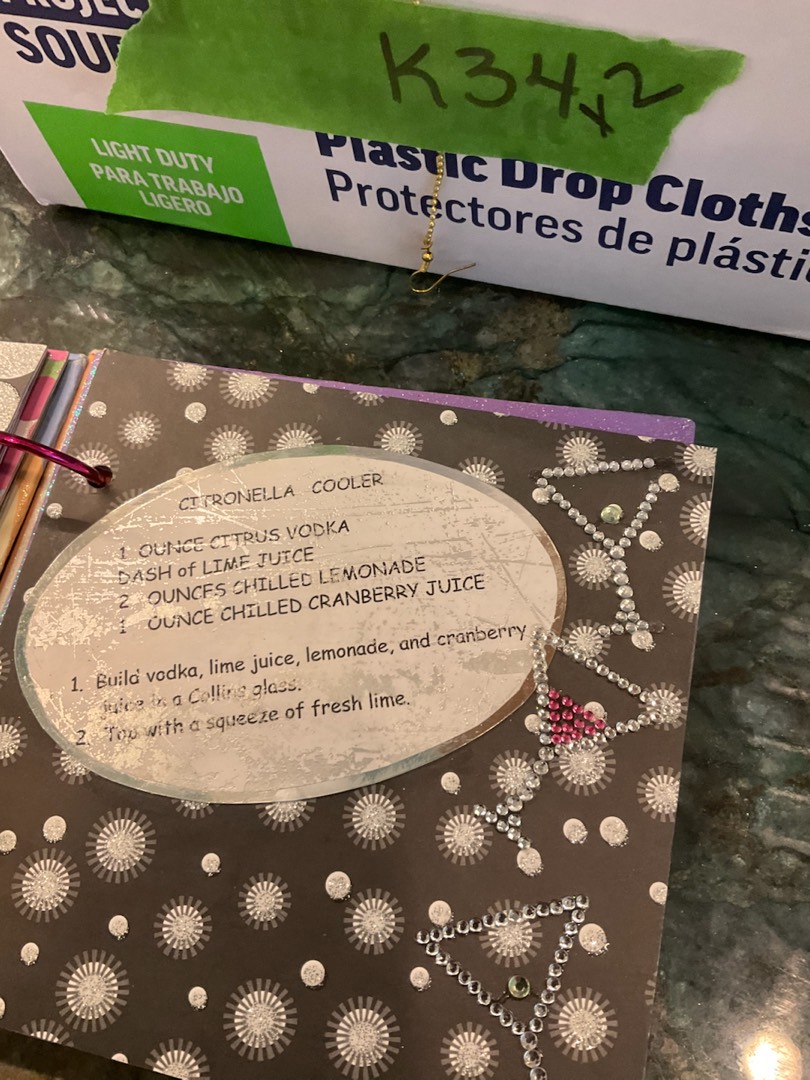 PROJEC
SOUR
K34x2
LIGHT DUTY
PARA TRABAJO
LIGERO
Plastic Drop Cloths
Protectores de plásti
CITRONELLA COOLER
1 OUNCE CITRUS VODKA
DASH of LIME JUICE
2 OUNCES CHILLED LEMONADE
1 OUNCE CHILLED CRANBERRY JUICE
1. Build vodka, lime juice, lemonade, and cranberry
juice in a Collins glass.
2. Top with a squeeze of fresh lime.